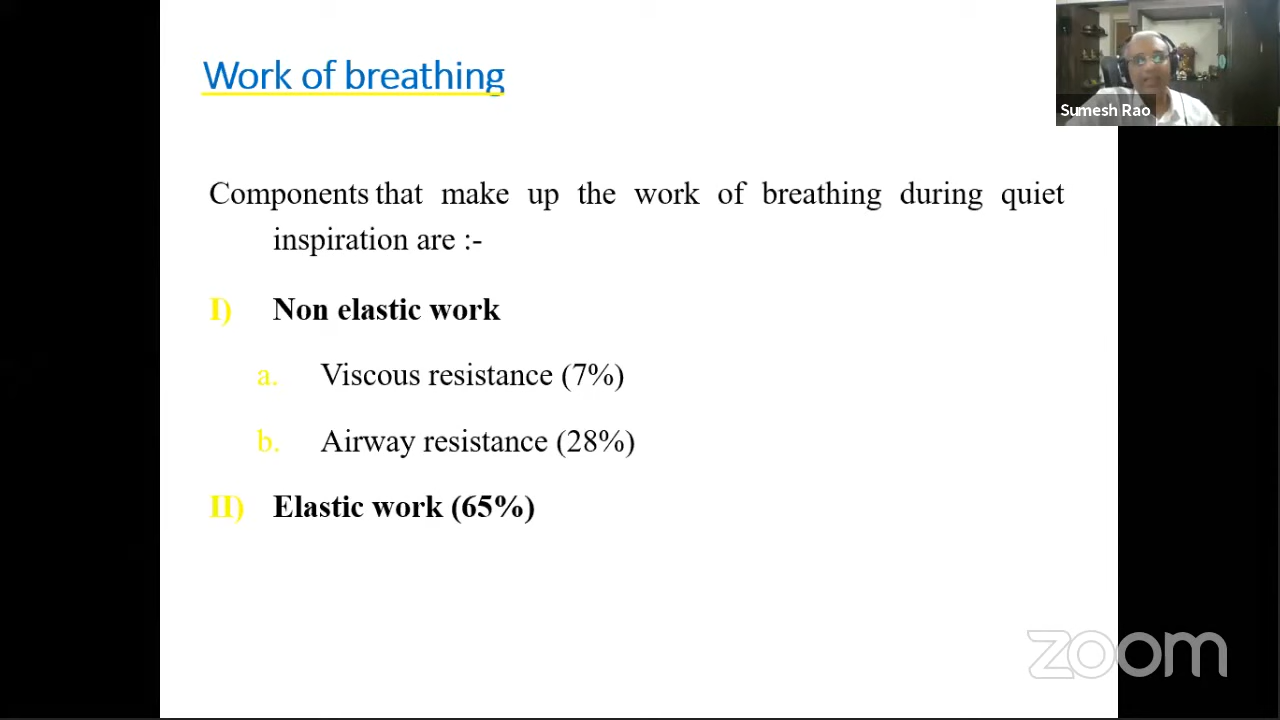 Work of breathing
Sumesh Rao
Components that make up the work of breathing during quiet
inspiration are :-
I) Non elastic work
a. Viscous resistance (7%)
b. Airway resistance (28%)
II) Elastic work (65%)
zoom